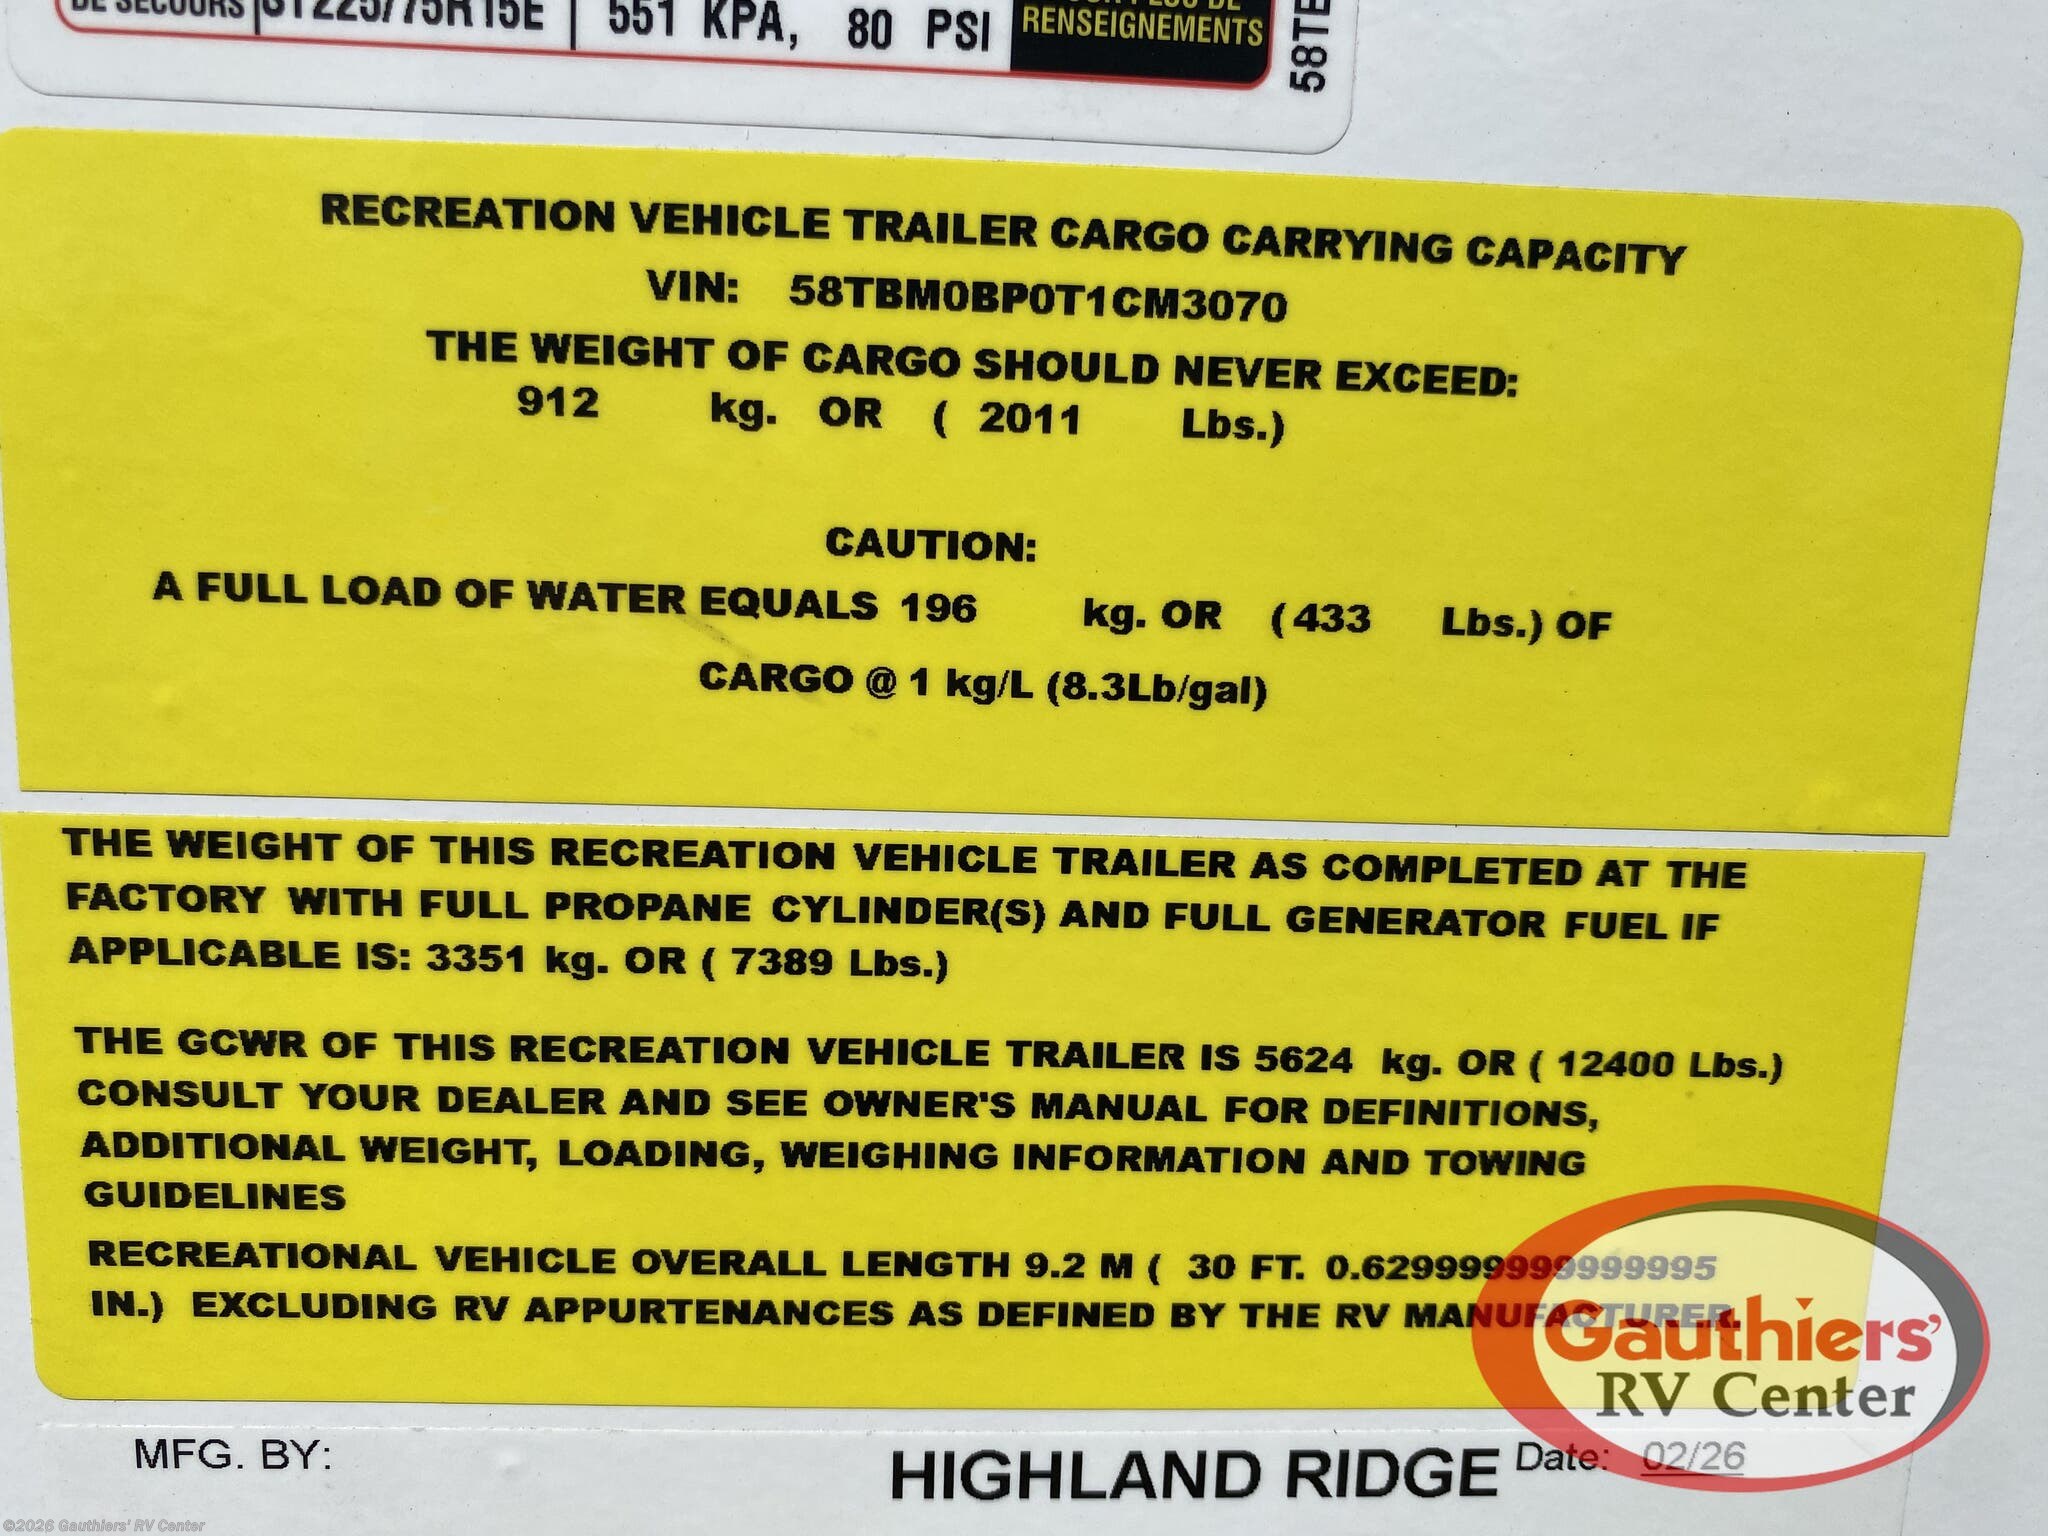 DE SECOURS ST225/75R15E 551 KPA, 80 PSI
RENSEIGNEMENTS
58TB
RECREATION VEHICLE TRAILER CARGO CARRYING CAPACITY
VIN: 58TBM0BP0T1CM3070
THE WEIGHT OF CARGO SHOULD NEVER EXCEED:
912 kg. OR ( 2011 Lbs.)
CAUTION:
A FULL LOAD OF WATER EQUALS 196 kg. OR (433 Lbs.) OF
CARGO @ 1 kg/L (8.3Lb/gal)
THE WEIGHT OF THIS RECREATION VEHICLE TRAILER AS COMPLETED AT THE
FACTORY WITH FULL PROPANE CYLINDER(S) AND FULL GENERATOR FUEL IF
APPLICABLE IS: 3351 kg. OR ( 7389 Lbs.)
THE GCWR OF THIS RECREATION VEHICLE TRAILER IS 5624 kg. OR ( 12400 Lbs.)
CONSULT YOUR DEALER AND SEE OWNER'S MANUAL FOR DEFINITIONS,
ADDITIONAL WEIGHT, LOADING, WEIGHING INFORMATION AND TOWING
GUIDELINES
RECREATIONAL VEHICLE OVERALL LENGTH 9.2 M ( 30 FT. 0.629999999999995
IN.) EXCLUDING RV APPURTENANCES AS DEFINED BY THE RV MANUFACTURER.
Gauthiers'
RV Center
MFG. BY: HIGHLAND RIDGE Date: 02/26
©2026 Gauthiers' RV Center